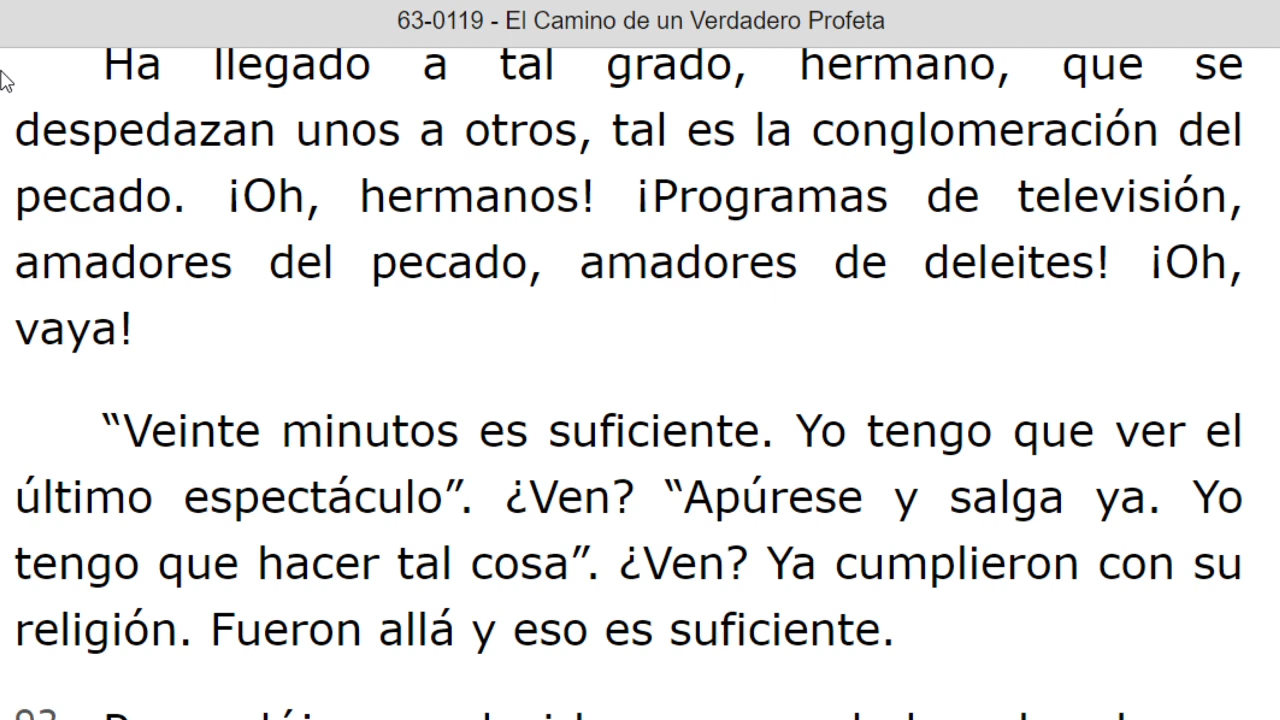 63-0119 - El Camino de un Verdadero Profeta
Ha llegado a tal grado, hermano, que se
despedazan unos a otros, tal es la conglomeración del
pecado. ¡Oh, hermanos! ¡Programas de televisión,
amadores del pecado, amadores de deleites! ¡Oh,
vaya!
“Veinte minutos es suficiente. Yo tengo que ver el
último espectáculo”. ¿Ven? “Apúrese y salga ya. Yo
tengo que hacer tal cosa”. ¿Ven? Ya cumplieron con su
religión. Fueron allá y eso es suficiente.